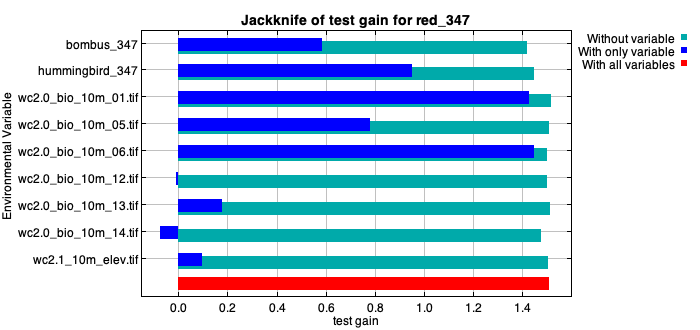 Jackknife of test gain for red_347
Without variable
With only variable
With all variables
Environmental Variable
bombus_347
hummingbird_347
wc2.0_bio_10m_01.tif
wc2.0_bio_10m_05.tif
wc2.0_bio_10m_06.tif
wc2.0_bio_10m_12.tif
wc2.0_bio_10m_13.tif
wc2.0_bio_10m_14.tif
wc2.1_10m_elev.tif
0.0 0.2 0.4 0.6 0.8 1.0 1.2 1.4
test gain